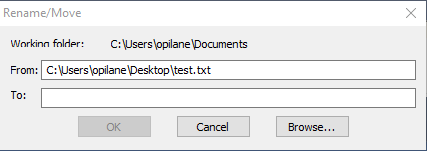 Rename/Move
Working folder: C:\Users\opilane\Documents
From: C:\Users\opilane\Desktop\test.txt
To:
OK Cancel Browse...